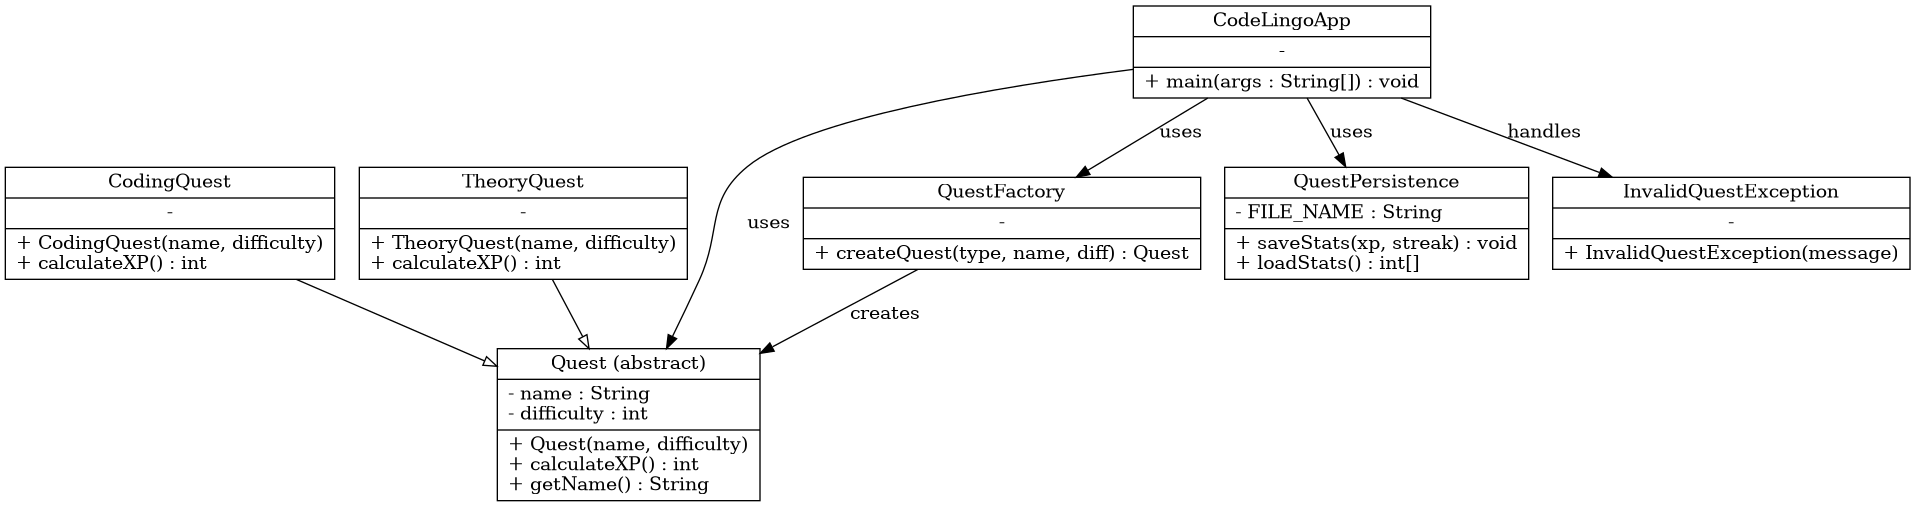 CodeLingoApp
-
+ main(args : String[]) : void
uses
uses
handles
CodingQuest
-
+ CodingQuest(name, difficulty)
+ calculateXP() : int
TheoryQuest
-
+ TheoryQuest(name, difficulty)
+ calculateXP() : int
uses
QuestFactory
-
+ createQuest(type, name, diff) : Quest
QuestPersistence
- FILE_NAME : String
+ saveStats(xp, streak) : void
+ loadStats() : int[]
InvalidQuestException
-
+ InvalidQuestException(message)
creates
Quest (abstract)
- name : String
- difficulty : int
+ Quest(name, difficulty)
+ calculateXP() : int
+ getName() : String